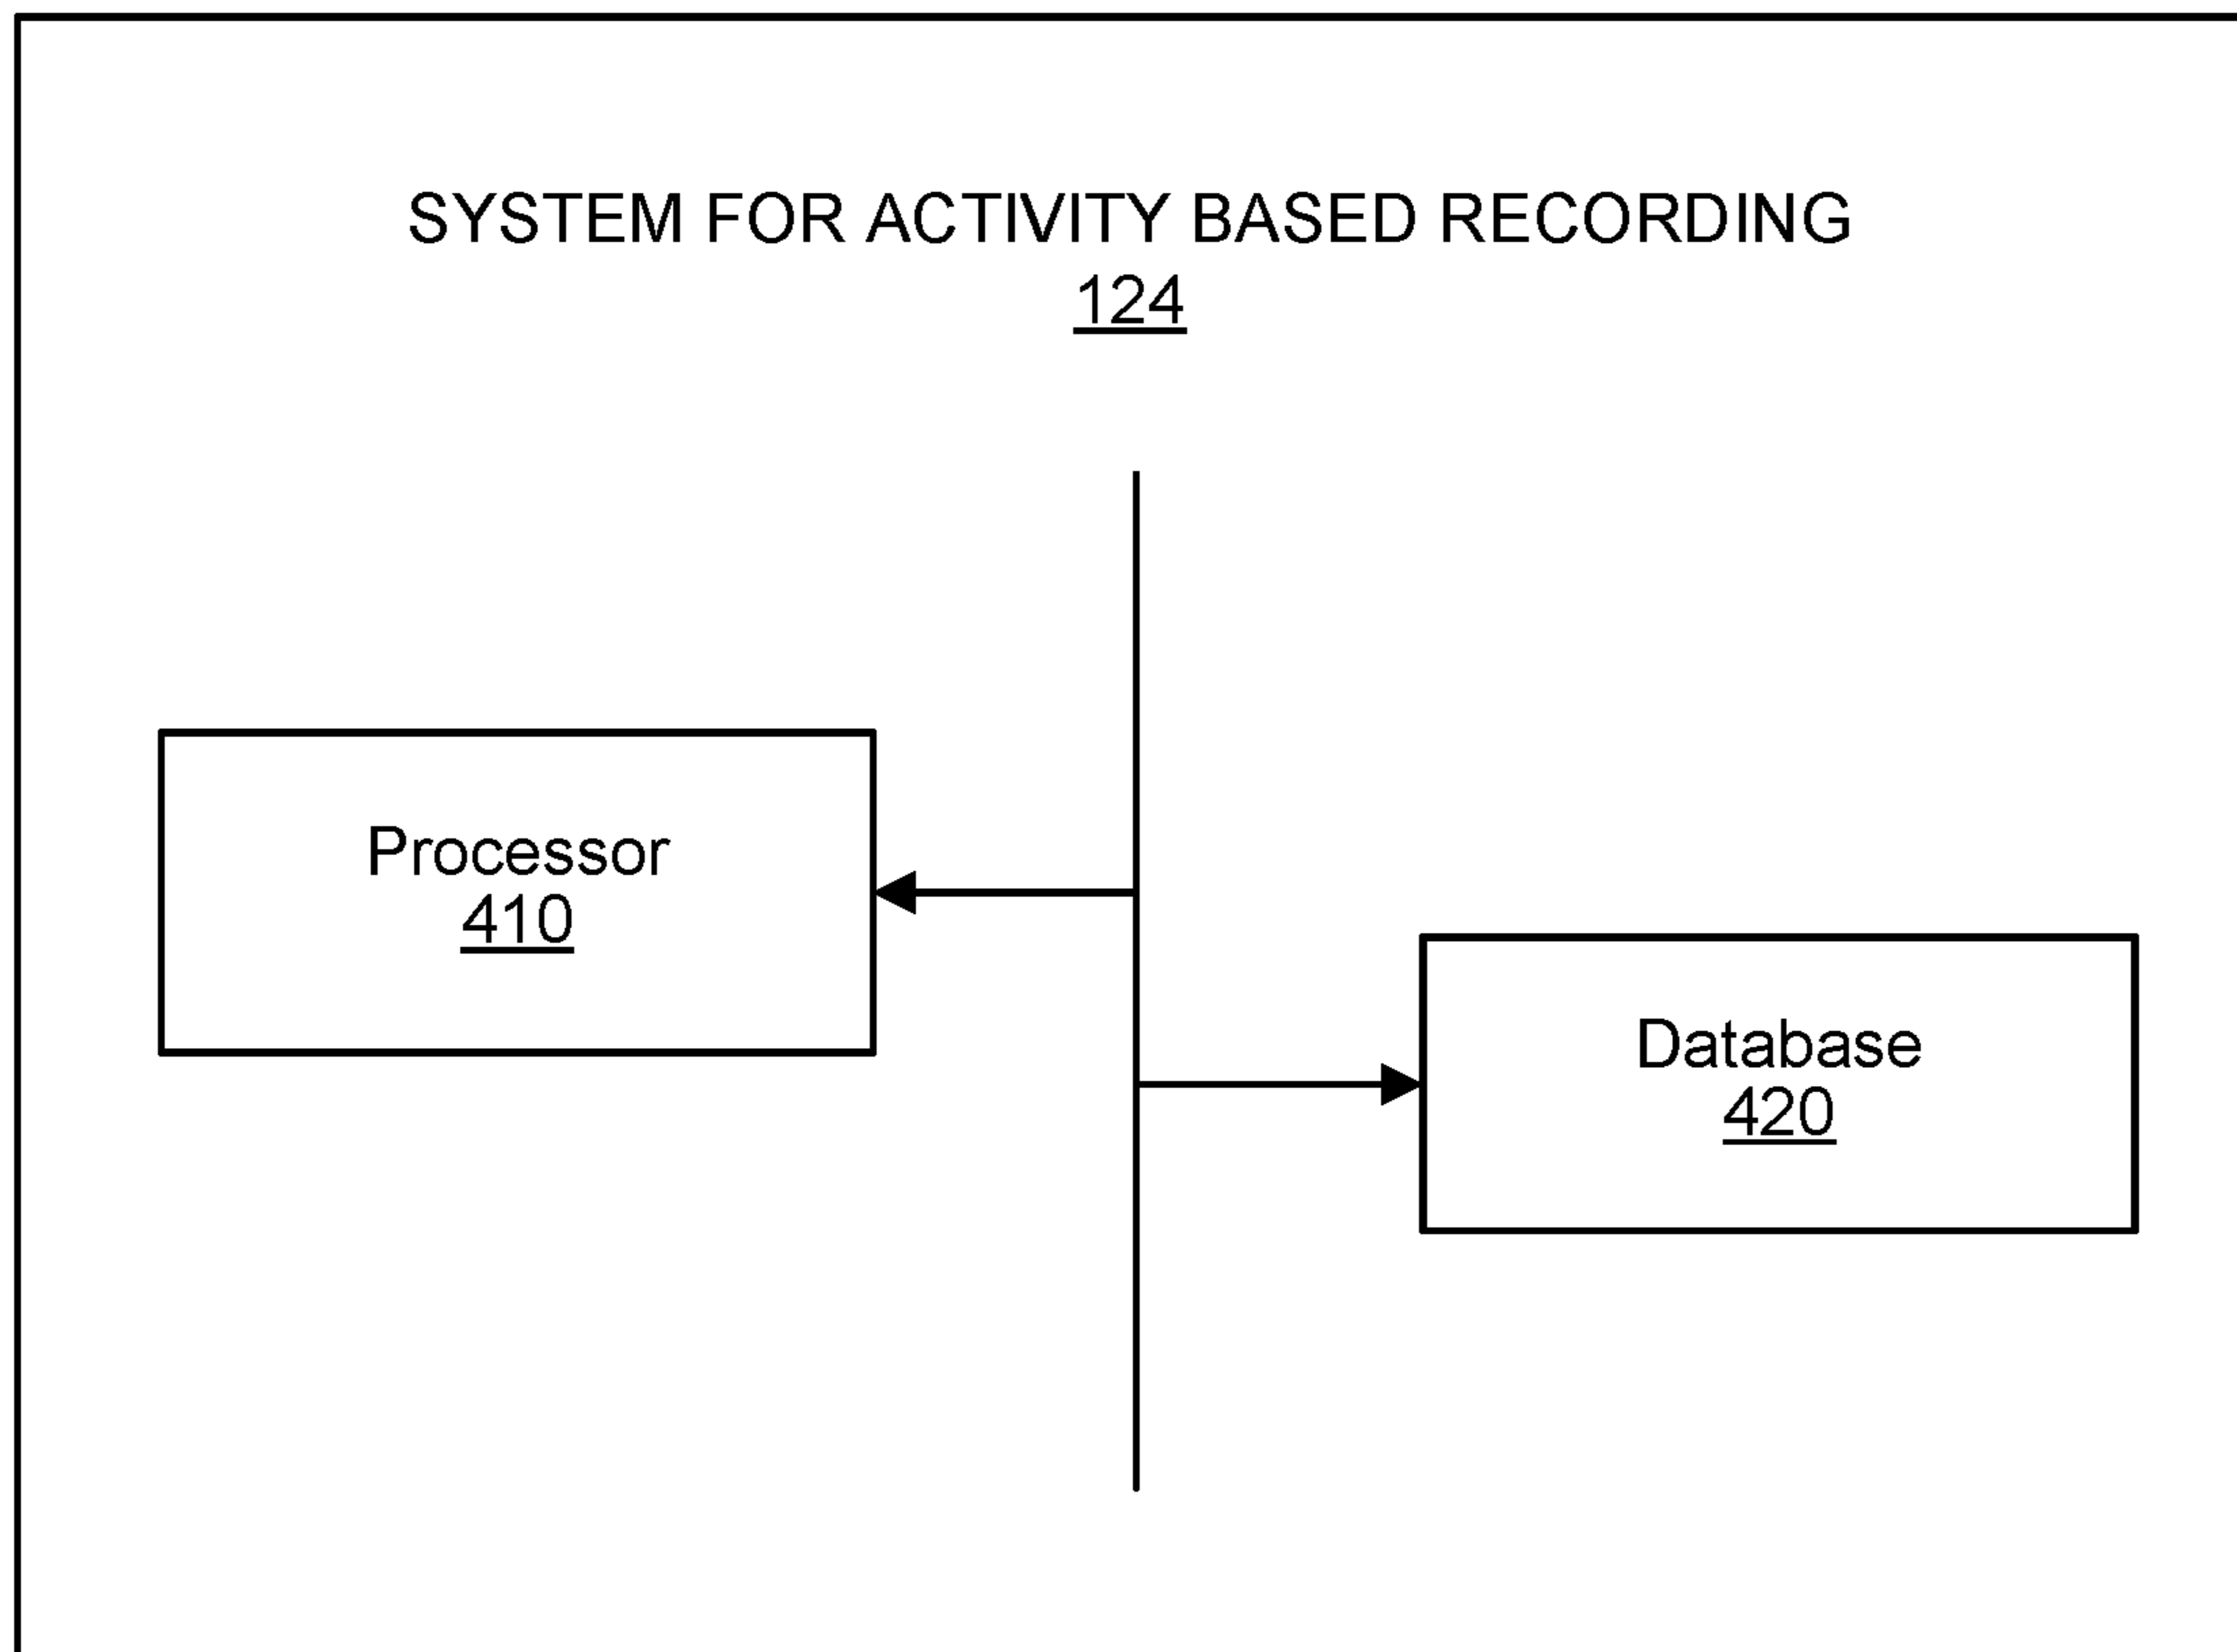 SYSTEM FOR ACTIVITY BASED RECORDING
124
Processor
410
Database
420